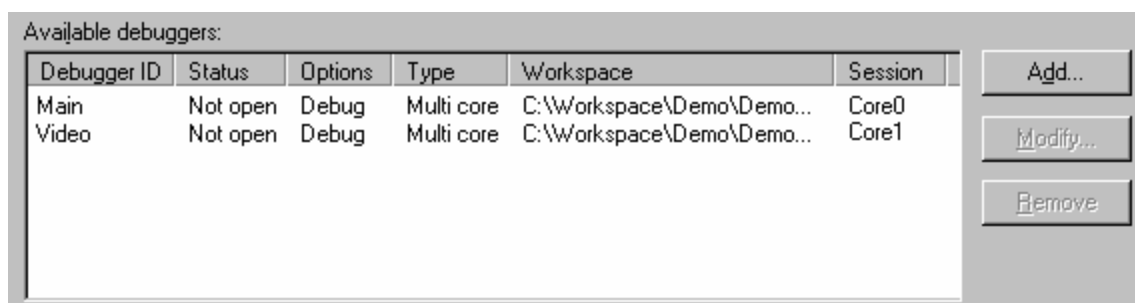 Available debuggers:
Debugger ID Status Options Type Workspace Session Add...
Main Not open Debug Multi core C:\Workspace\Demo\Demo... Core0
Video Not open Debug Multi core C:\Workspace\Demo\Demo... Core1
Modify...
Remove